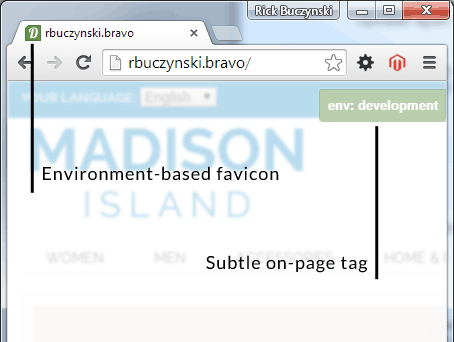 Rick Buczynski
D rbuczynski.bravo
rbuczynski.bravo/
YOUR LANGUAGE: English
env: development
MADISON
ISLAND
Environment-based favicon
WOMEN MEN ACCESSORIES HOME &
Subtle on-page tag